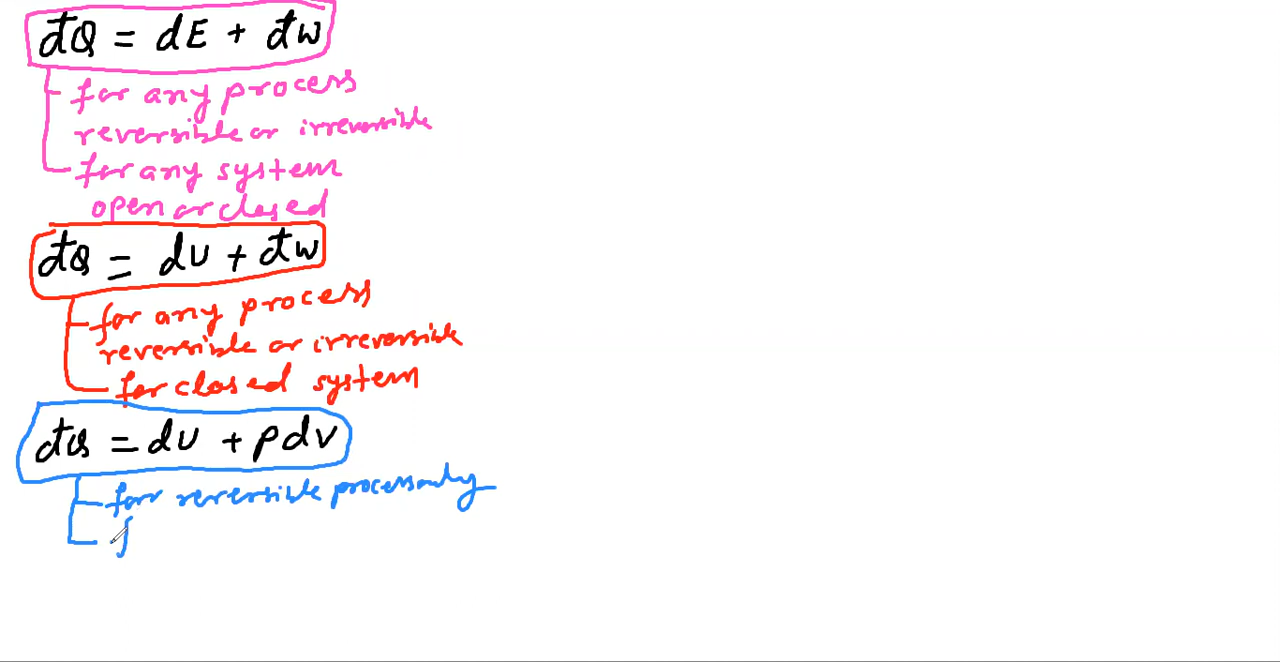 đQ = dE + đW
for any process
reversible or irreversible
for any system
open or closed
đQ = dU + đW
for any process
reversible or irreversible
for closed system
đQ = dU + pdV
for reversible process only
f